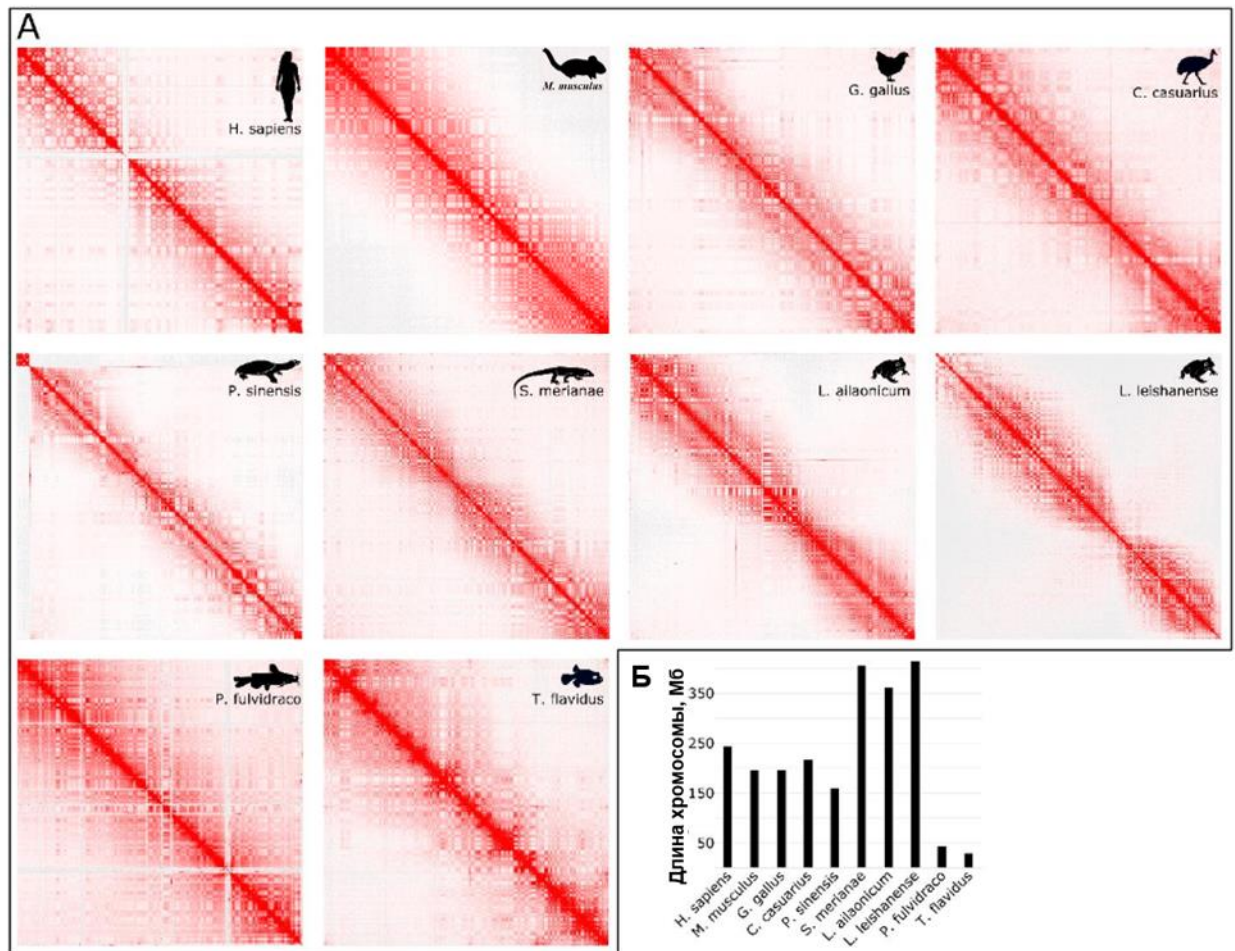 А
H. sapiens
M. musculus
G. gallus
C. casuarius
P. sinensis
S. merianae
L. ailaonicum
L. leishanense
P. fulvidraco
T. flavidus
Б
Длина хромосомы, Мб
350
250
150
50
H. sapiens
M. musculus
G. gallus
C. casuarius
P. sinensis
S. merianae
L. ailaonicum
L. leishanense
P. fulvidraco
T. flavidus